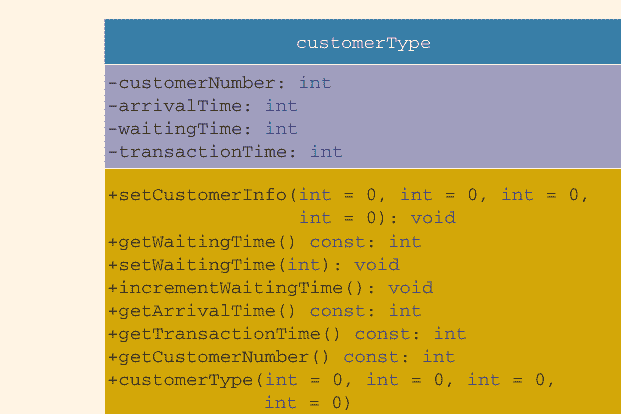 customerType
-customerNumber: int
-arrivalTime: int
-waitingTime: int
-transactionTime: int
+setCustomerInfo(int = 0, int = 0, int = 0,
int = 0): void
+getWaitingTime() const: int
+setWaitingTime(int): void
+incrementWaitingTime(): void
+getArrivalTime() const: int
+getTransactionTime() const: int
+getCustomerNumber() const: int
+customerType(int = 0, int = 0, int = 0,
int = 0)